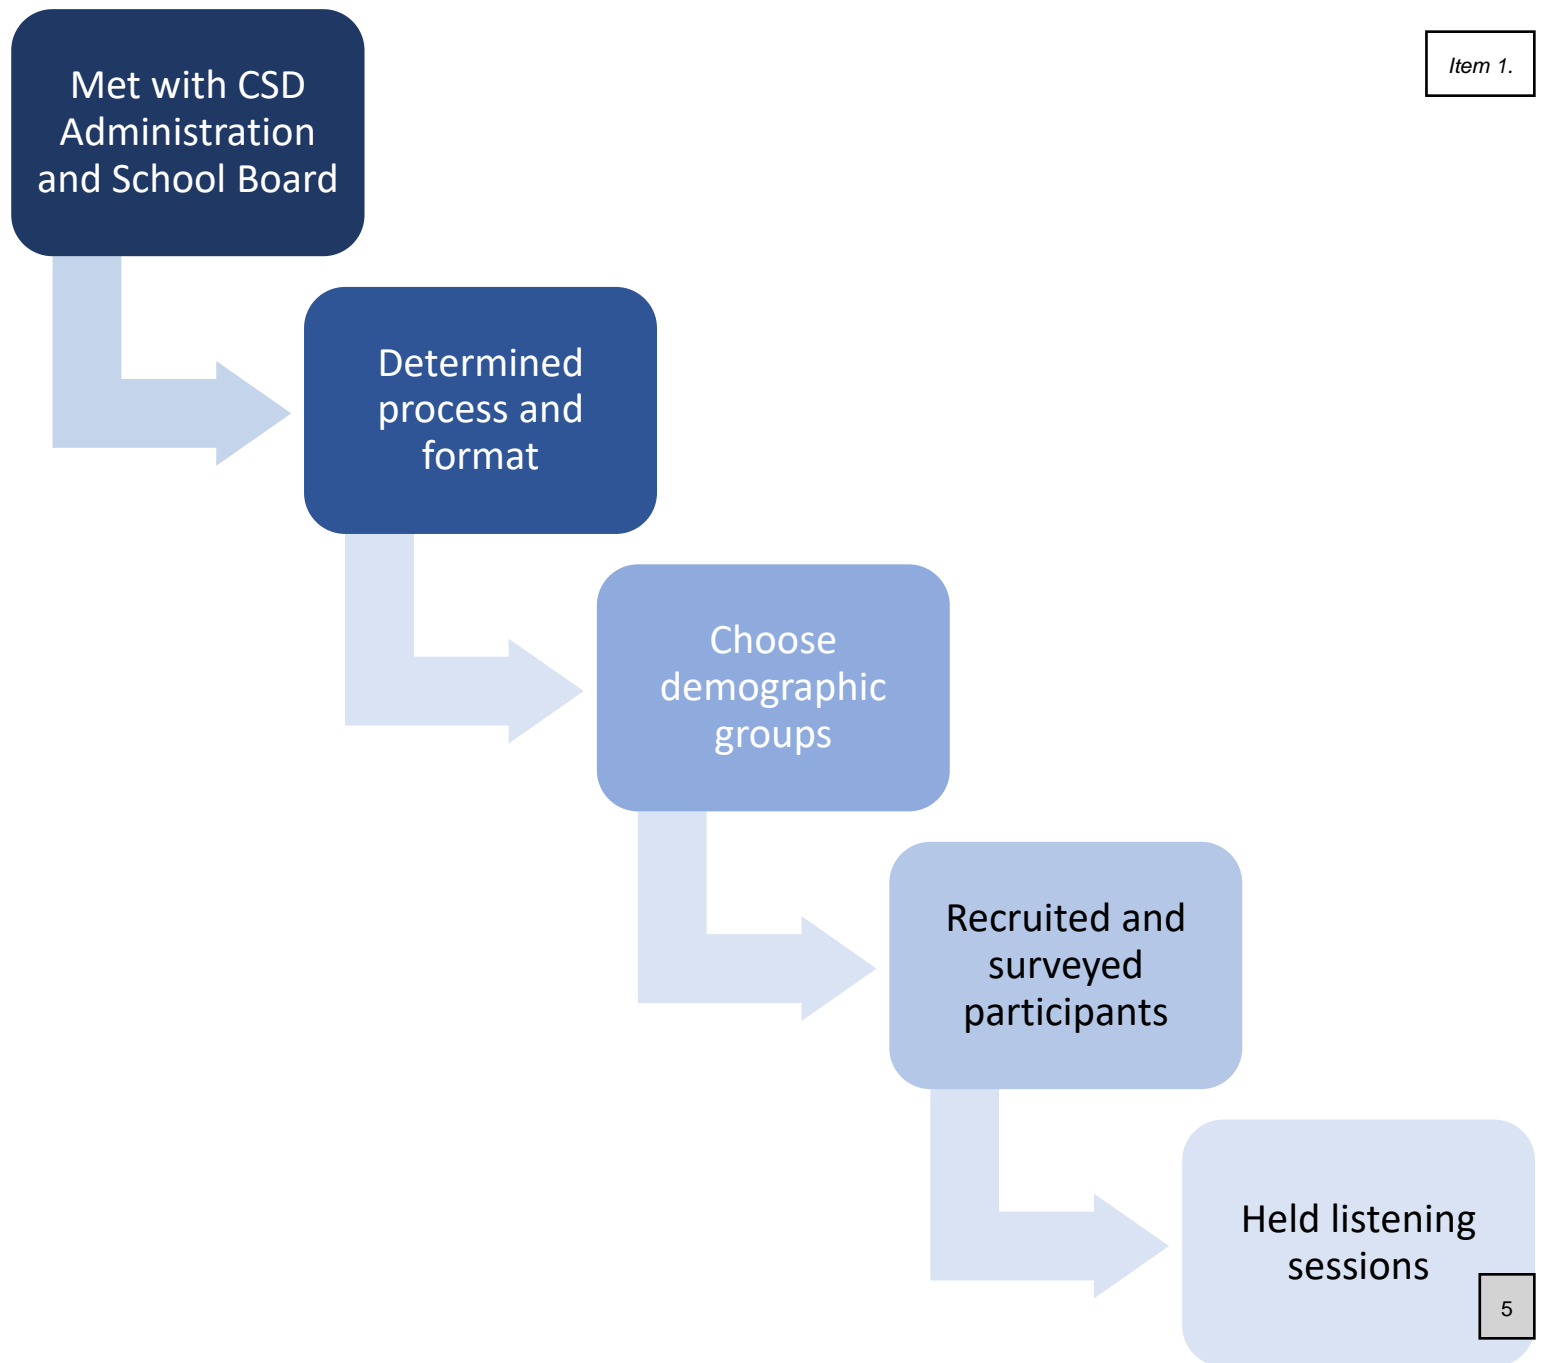 Item 1.
Met with CSD
Administration
and School Board
Determined
process and
format
Choose
demographic
groups
Recruited and
surveyed
participants
Held listening
sessions
5